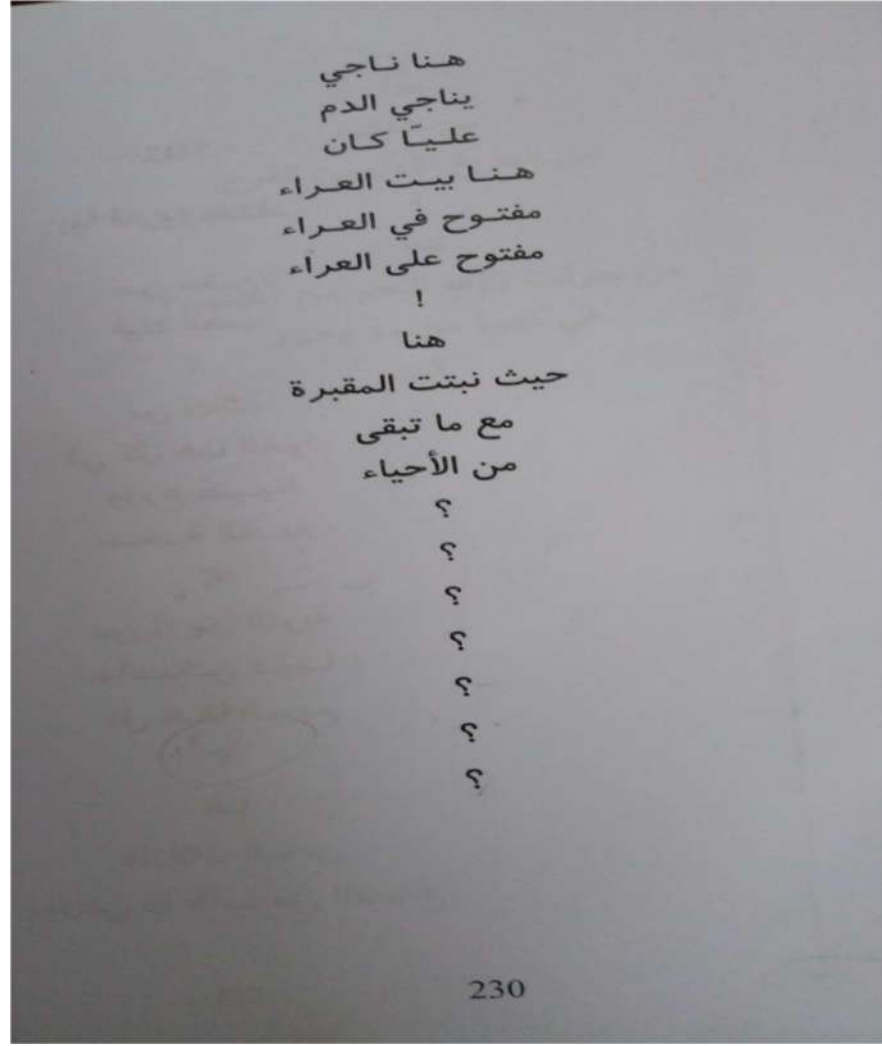 هنا ناجي
يناجي الدم
عليّا كان
هنا بيت العراء
مفتوح في العراء
مفتوح على العراء
!
هنا
حيث نبتت المقبرة
مع ما تبقى
من الأحياء
؟
؟
؟
؟
؟
؟
؟
230